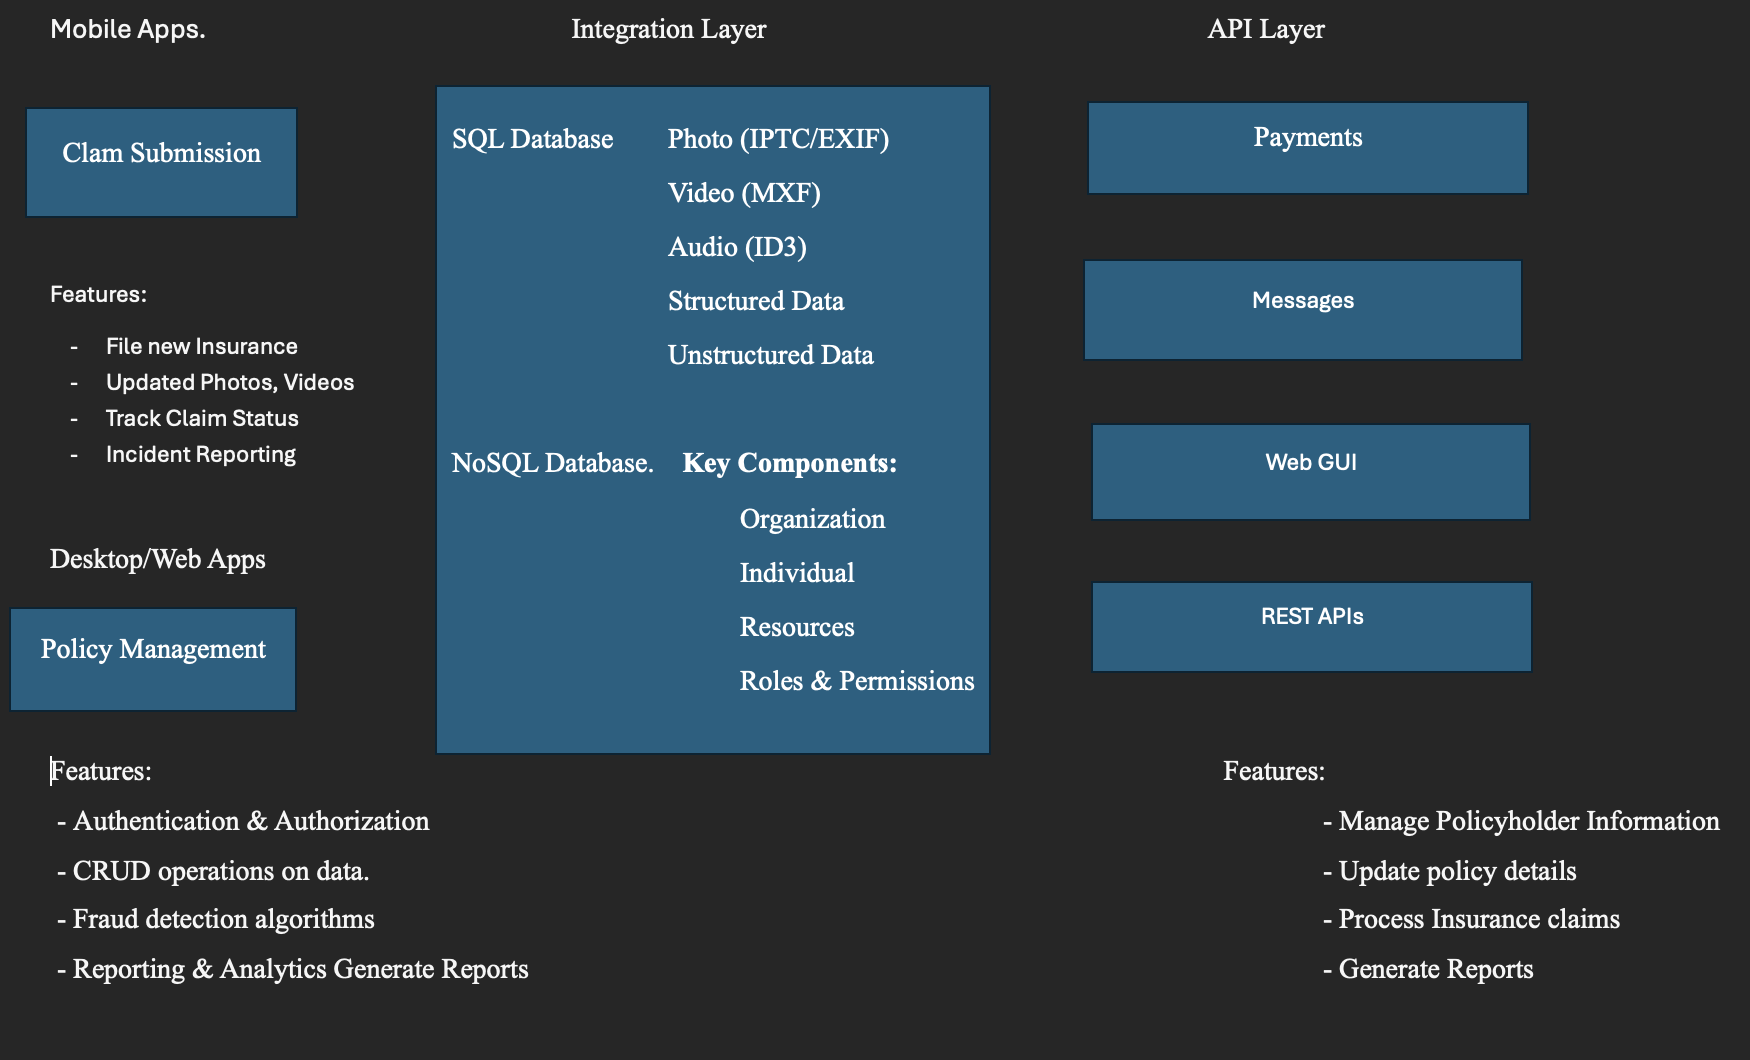 Mobile Apps.
Integration Layer
API Layer
Clam Submission
Features:
- File new Insurance
- Updated Photos, Videos
- Track Claim Status
- Incident Reporting
Desktop/Web Apps
Policy Management
Features:
- Authentication & Authorization
- CRUD operations on data.
- Fraud detection algorithms
- Reporting & Analytics Generate Reports
SQL Database Photo (IPTC/EXIF)
Video (MXF)
Audio (ID3)
Structured Data
Unstructured Data
NoSQL Database. Key Components:
Organization
Individual
Resources
Roles & Permissions
Payments
Messages
Web GUI
REST APIs
Features:
- Manage Policyholder Information
- Update policy details
- Process Insurance claims
- Generate Reports